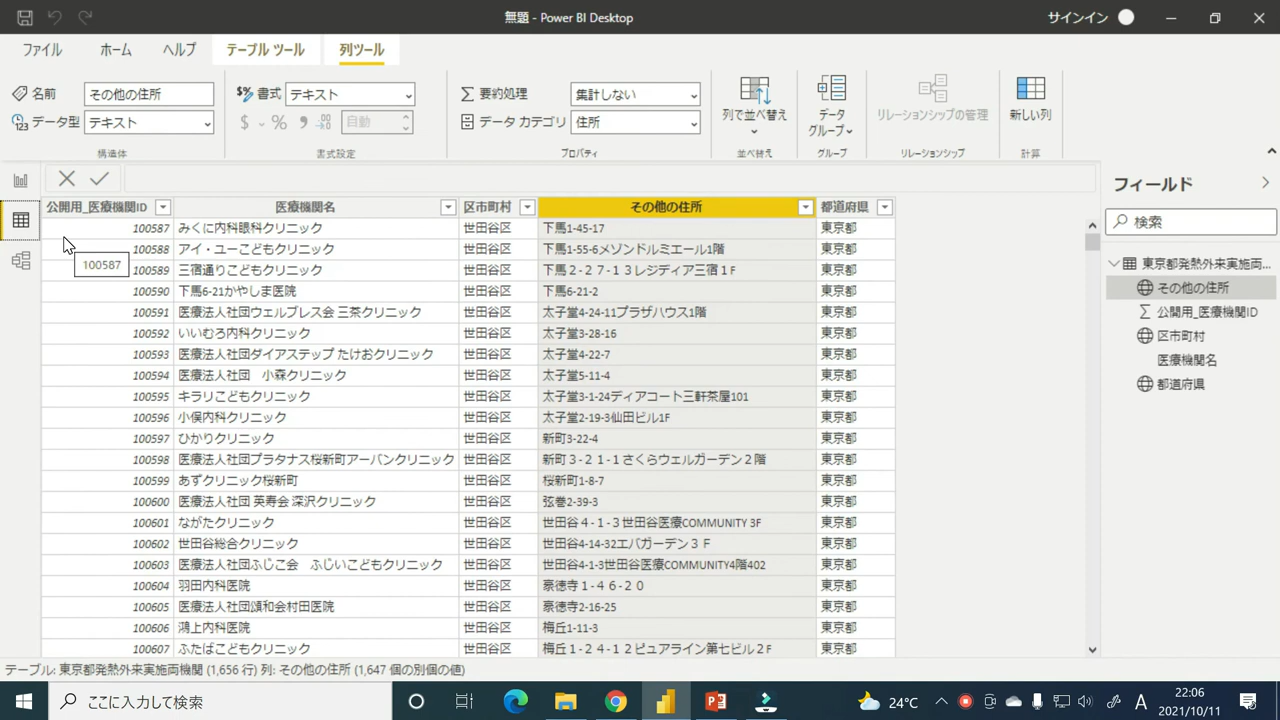 無題 - Power BI Desktop
サインイン
ファイル
ホーム
ヘルプ
テーブル ツール
列ツール
名前
その他の住所
書式
テキスト
要約処理
集計しない
列で並べ替え
データ グループ
リレーションシップの管理
新しい列
データ型
テキスト
$ % 9 自動
データ カテゴリ
住所
構造体
書式設定
プロパティ
並べ替え
グループ
リレーションシップ
計算
フィールド
検索
公開用_医療機関ID 医療機関名 区市町村 その他の住所 都道府県
100587 みくに内科眼科クリニック 世田谷区 下馬1-45-17 東京都
100588 アイ・ユーこどもクリニック 世田谷区 下馬1-55-6メゾンドルミエール1階 東京都
100589 三宿通りこどもクリニック 世田谷区 下馬２-２７-１３レジディア三宿１F 東京都
100590 下馬6-21かやしま医院 世田谷区 下馬6-21-2 東京都
100591 医療法人社団ウェルブレス会 三茶クリニック 世田谷区 太子堂4-24-11プラザハウス1階 東京都
100592 いいむろ内科クリニック 世田谷区 太子堂3-28-16 東京都
100593 医療法人社団ダイアステップ たけおクリニック 世田谷区 太子堂4-22-7 東京都
100594 医療法人社団　小森クリニック 世田谷区 太子堂5-11-4 東京都
100595 キラリこどもクリニック 世田谷区 太子堂3-1-24ディアコート三軒茶屋101 東京都
100596 小俣内科クリニック 世田谷区 太子堂2-19-3仙田ビル1F 東京都
100597 ひかりクリニック 世田谷区 新町3-22-4 東京都
100598 医療法人社団プラタナス桜新町アーバンクリニック 世田谷区 新町３-２１-１さくらウェルガーデン２階 東京都
100599 あずクリニック桜新町 世田谷区 桜新町1-8-7 東京都
100600 医療法人社団 英寿会 深沢クリニック 世田谷区 弦巻2-39-3 東京都
100601 ながたクリニック 世田谷区 世田谷４-１-３世田谷医療COMMUNITY 3F 東京都
100602 世田谷総合クリニック 世田谷区 世田谷4-14-32エバガーデン３Ｆ 東京都
100603 医療法人社団ふじこ会　ふじいこどもクリニック 世田谷区 世田谷4-1-3世田谷医療COMMUNITY4階402 東京都
100604 羽田内科医院 世田谷区 豪徳寺１-４６-２０ 東京都
100605 医療法人社団頌和会村田医院 世田谷区 豪徳寺2-16-25 東京都
100606 鴻上内科医院 世田谷区 梅丘1-11-3 東京都
100607 ふたばこどもクリニック 世田谷区 梅丘１-２４-１２ピュアライン第七ビル２F 東京都
100587
東京都発熱外来実施両...
その他の住所
公開用_医療機関ID
区市町村
医療機関名
都道府県
テーブル: 東京都発熱外来実施両機関 (1,656 行) 列: その他の住所 (1,647 個の別個の値)
ここに入力して検索
24℃
A
22:06
2021/10/11